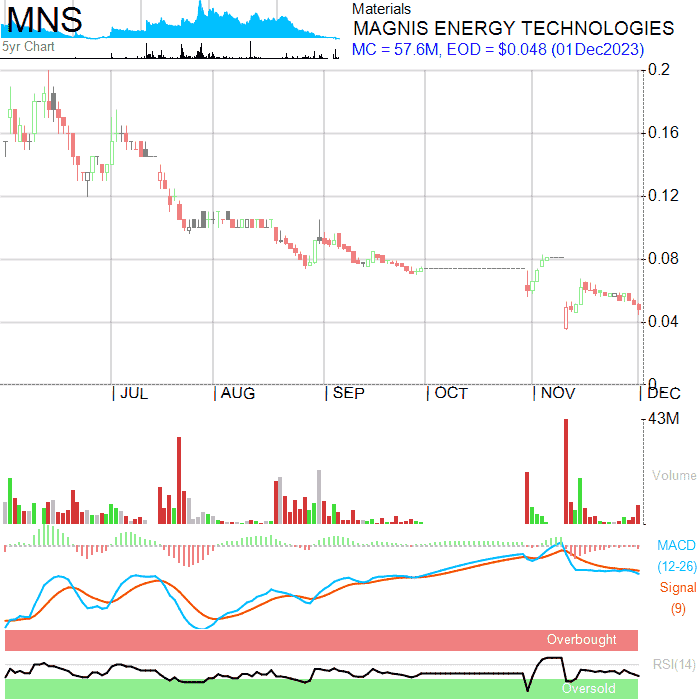 MNS
5yr Chart
Materials
MAGNIS ENERGY TECHNOLOGIES
MC = 57.6M, EOD = $0.048 (01Dec2023)
0.2
0.16
0.12
0.08
0.04
0
JUL AUG SEP OCT NOV DEC
43M
Volume
MACD
(12-26)
Signal
(9)
Overbought
RSI(14)
Oversold